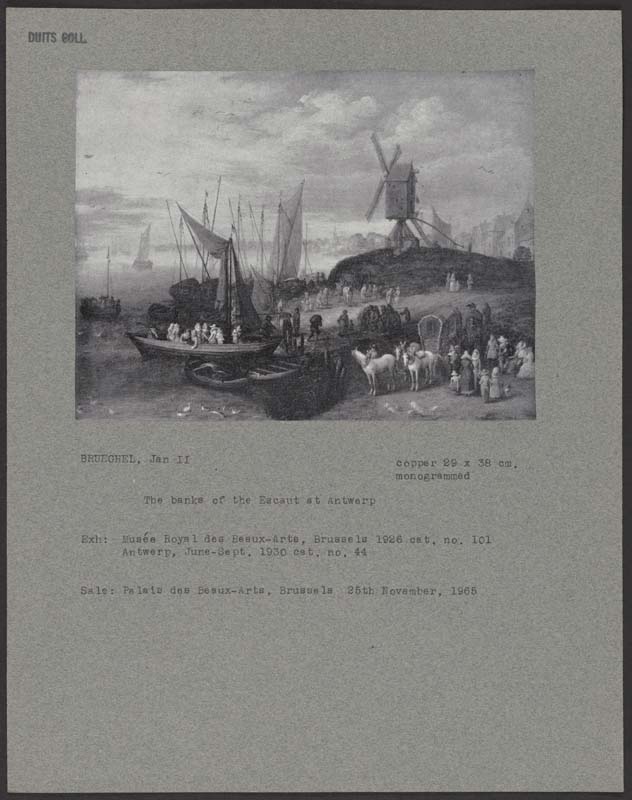 DUITS COLL.
BRUEGHEL, Jan II
copper 29 x 38 cm.
monogrammed
The banks of the Escaut at Antwerp
Exh: Musée Royal des Beaux-Arts, Brussels 1926 cat. no. 101
Antwerp, June-Sept. 1930 cat. no. 44
Sale: Palais des Beaux-Arts, Brussels 25th November, 1965